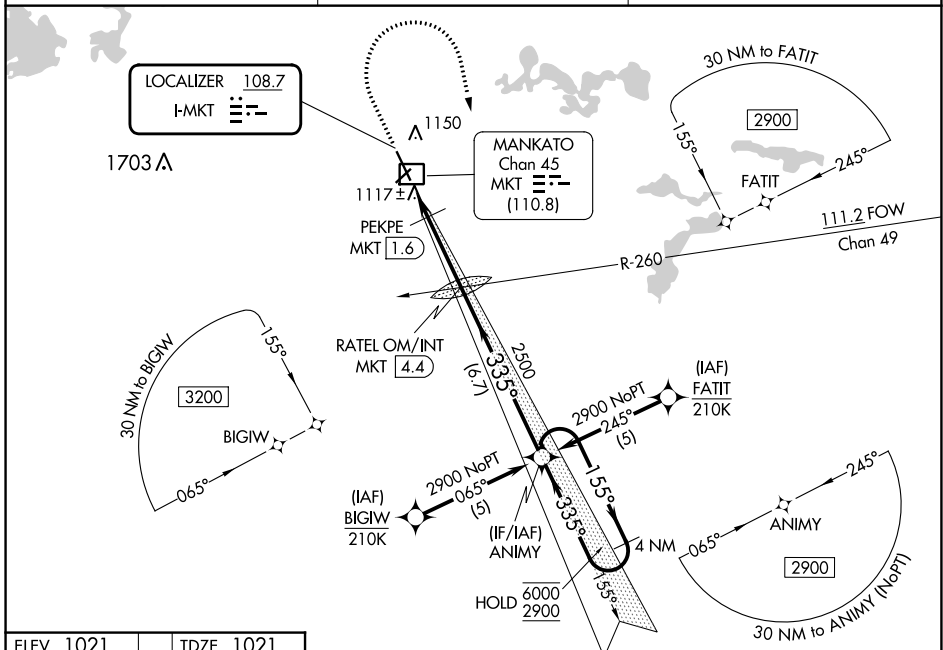 LOCALIZER 108.7
I-MKT
1703
1150
1117±
MANKATO
Chan 45
MKT
(110.8)
30 NM to FATIT
2900
155°
245°
FATIT
111.2 FOW
Chan 49
R-260
PEKPE
MKT 1.6
RATEL OM/INT
MKT 4.4
335°
2500
(6.7)
30 NM to BIGIW
3200
155°
BIGIW
065°
(IAF)
FATIT
210K
2900 NoPT
245°
(5)
(IAF)
BIGIW
210K
2900 NoPT
065°
(5)
(IF/IAF)
ANIMY
335°
155°
4 NM
155°
HOLD 6000
2900
245°
065°
ANIMY
2900
30 NM to ANIMY (NoPT)
ELEV 1021
TDZE 1021